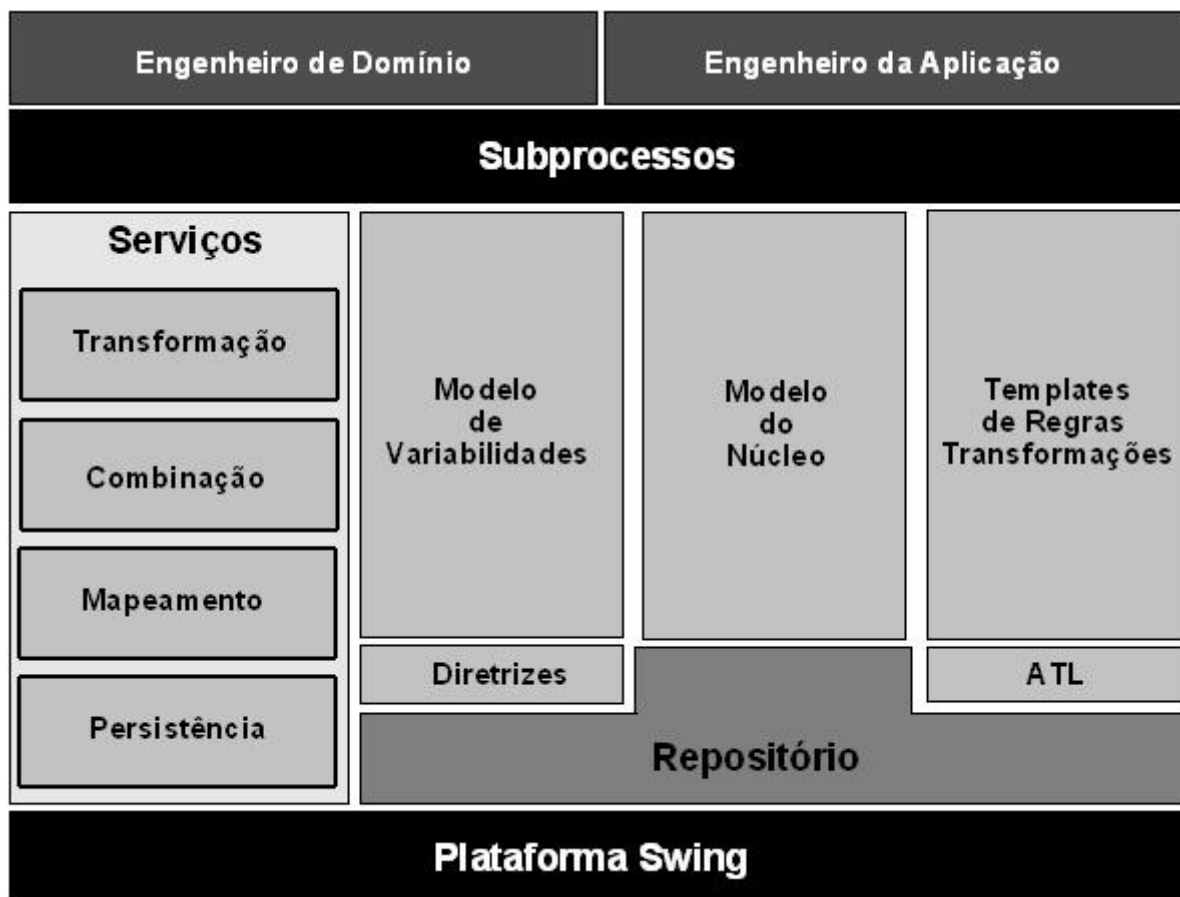 Engenheiro de Domínio
Engenheiro da Aplicação
Subprocessos
Serviços
Transformação
Combinação
Mapeamento
Persistência
Modelo
de
Variabilidades
Modelo
do
Núcleo
Templates
de Regras
Transformações
Diretrizes
ATL
Repositório
Plataforma Swing